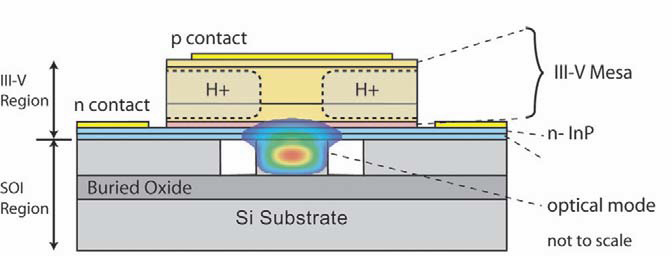 p contact
III-V
Region
H+
H+
III-V Mesa
n contact
n- InP
SOI
Region
Buried Oxide
Si Substrate
optical mode
not to scale